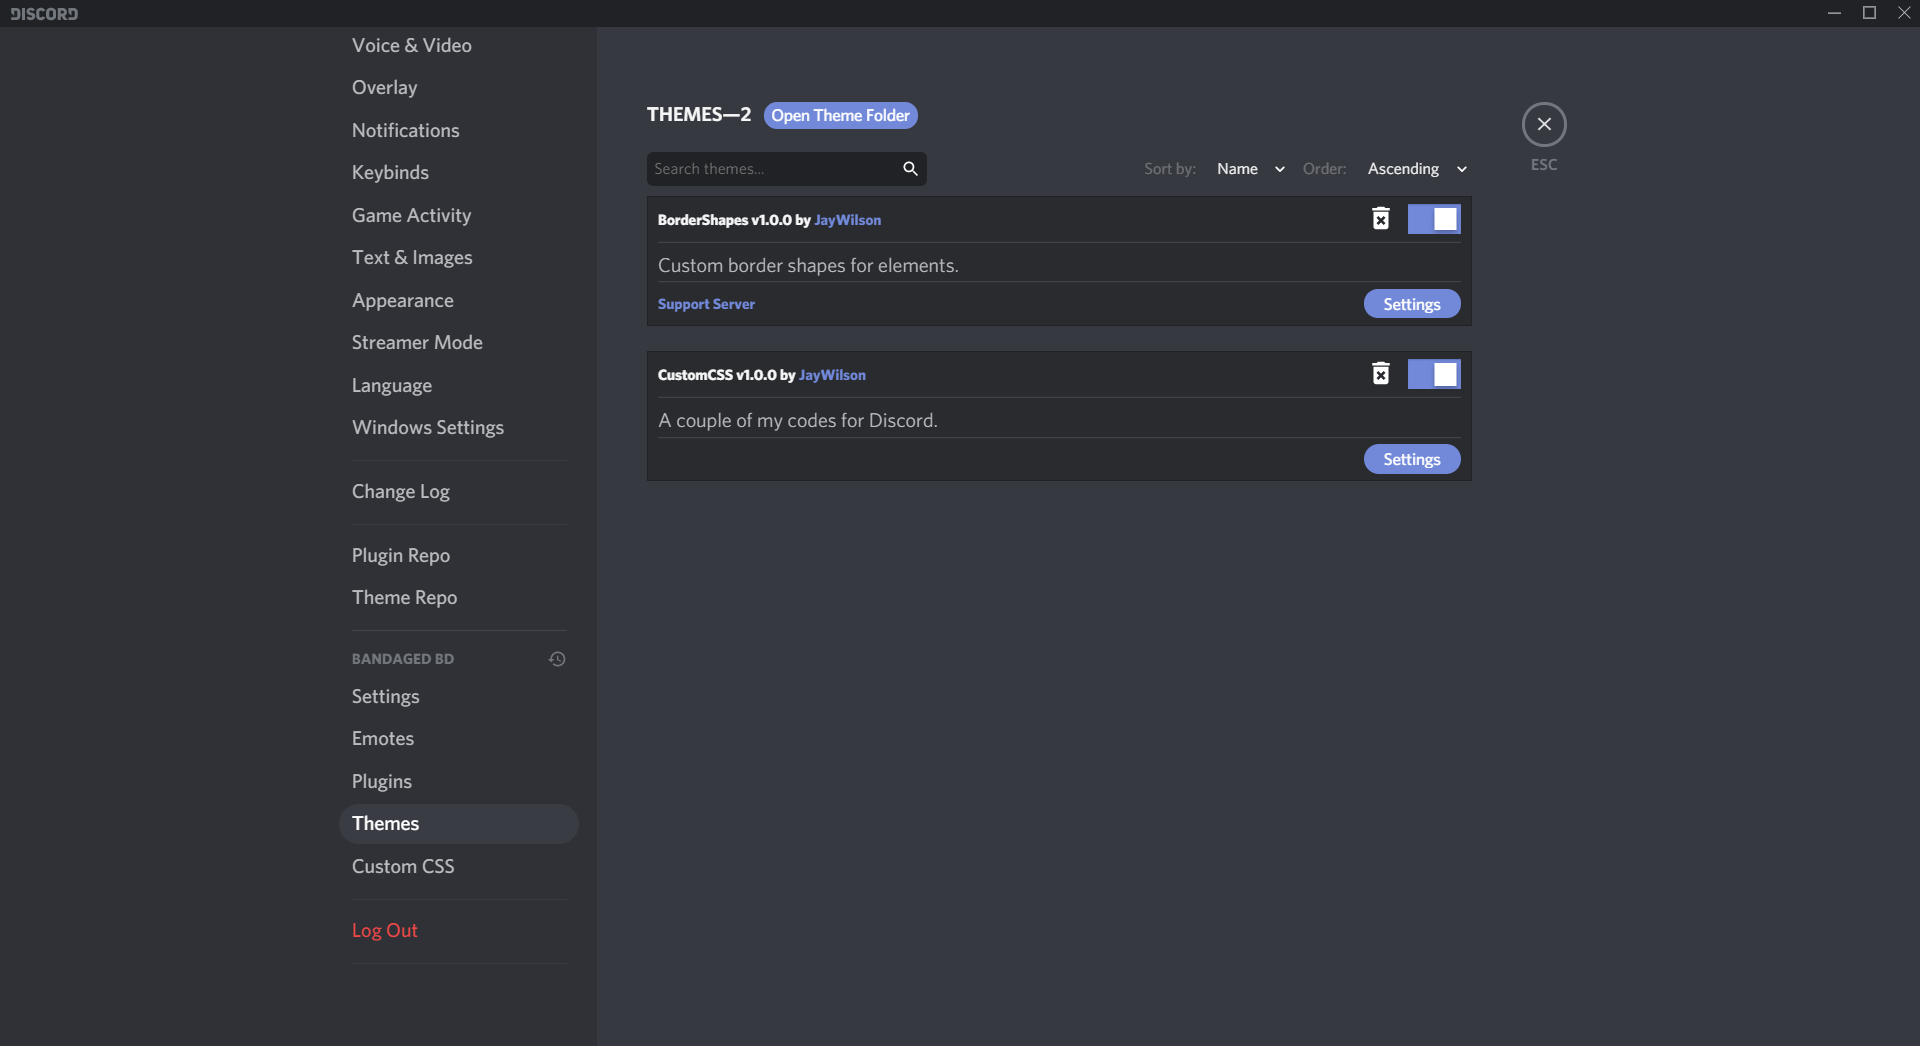 DISCORD
Voice & Video
Overlay
Notifications
Keybinds
Game Activity
Text & Images
Appearance
Streamer Mode
Language
Windows Settings
Change Log
Plugin Repo
Theme Repo
BANDAGED BD
Settings
Emotes
Plugins
Themes
Custom CSS
Log Out
THEMES—2 Open Theme Folder
Search themes...
Sort by: Name Order: Ascending
ESC
BorderShapes v1.0.0 by JayWilson
Custom border shapes for elements.
Support Server Settings
CustomCSS v1.0.0 by JayWilson
A couple of my codes for Discord.
Settings